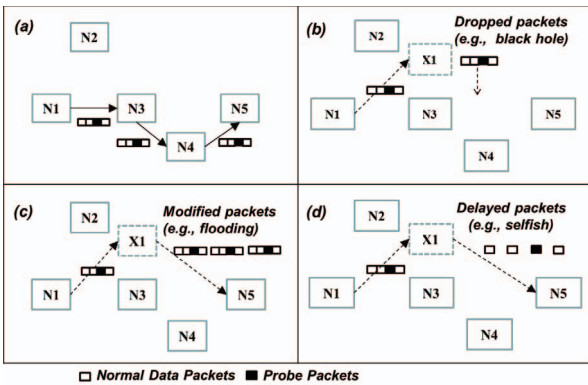 (a)
N2
N1
N3
N5
N4
(b)
Dropped packets
(e.g., black hole)
N2
X1
N1
N3
N5
N4
(c)
Modified packets
(e.g., flooding)
N2
X1
N1
N3
N5
N4
(d)
Delayed packets
(e.g., selfish)
N2
X1
N1
N3
N5
N4
Normal Data Packets Probe Packets